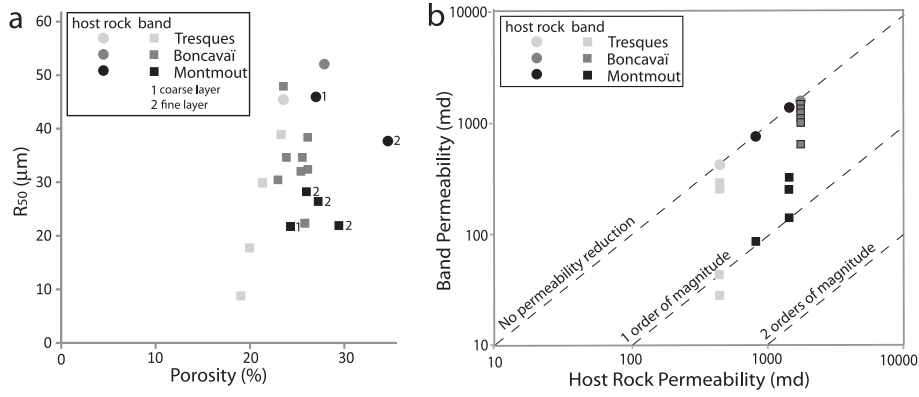 a
60
50
40
30
20
10
0
R50 (µm)
host rock band
Tresques
Boncavaï
Montmout
1 coarse layer
2 fine layer
1
2
2
2
1
2
0
10
20
30
Porosity (%)
b
10000
1000
100
10
Band Permeability (md)
host rock band
Tresques
Boncavaï
Montmout
No permeability reduction
1 order of magnitude
2 orders of magnitude
10
100
1000
10000
Host Rock Permeability (md)